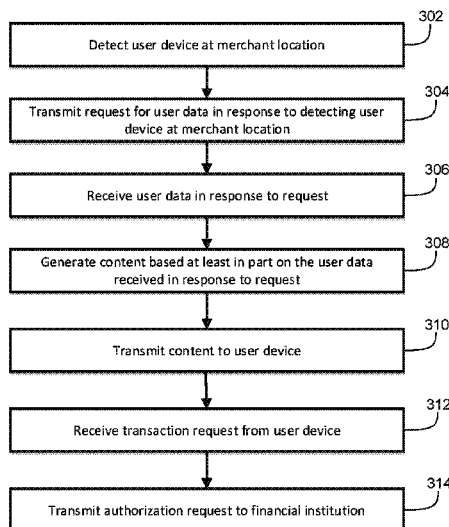 302
Detect user device at merchant location
304
Transmit request for user data in response to detecting user
device at merchant location
306
Receive user data in response to request
308
Generate content based at least in part on the user data
received in response to request
310
Transmit content to user device
312
Receive transaction request from user device
314
Transmit authorization request to financial institution